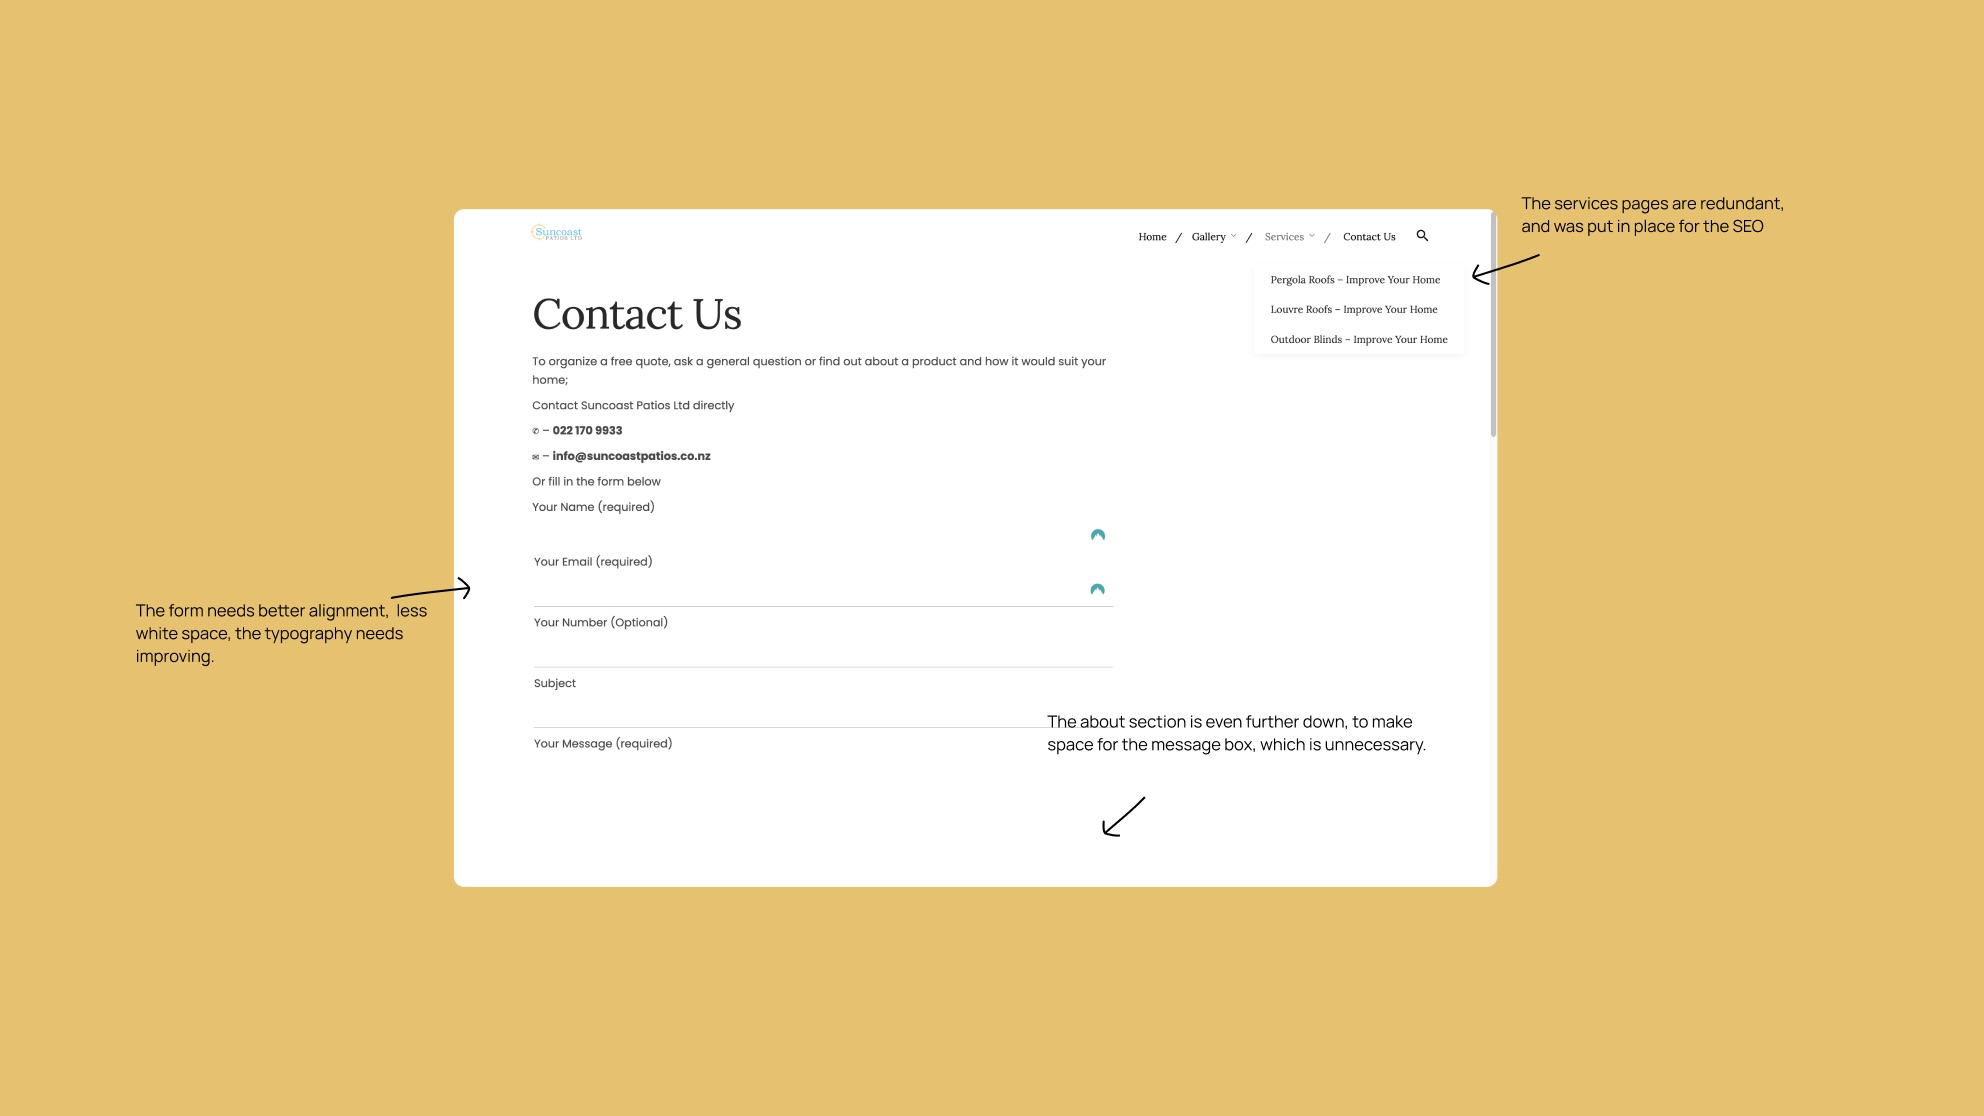 The services pages are redundant,
and was put in place for the SEO
Suncoast
PATIOS LTD
Home / Gallery / Services / Contact Us
Pergola Roofs – Improve Your Home
Louvre Roofs – Improve Your Home
Outdoor Blinds – Improve Your Home
Contact Us
To organize a free quote, ask a general question or find out about a product and how it would suit your
home;
Contact Suncoast Patios Ltd directly
✆ – 022 170 9933
✉ – info@suncoastpatios.co.nz
Or fill in the form below
Your Name (required)
Your Email (required)
Your Number (Optional)
Subject
Your Message (required)
The form needs better alignment,  less
white space, the typography needs
improving.
The about section is even further down, to make
space for the message box, which is unnecessary.